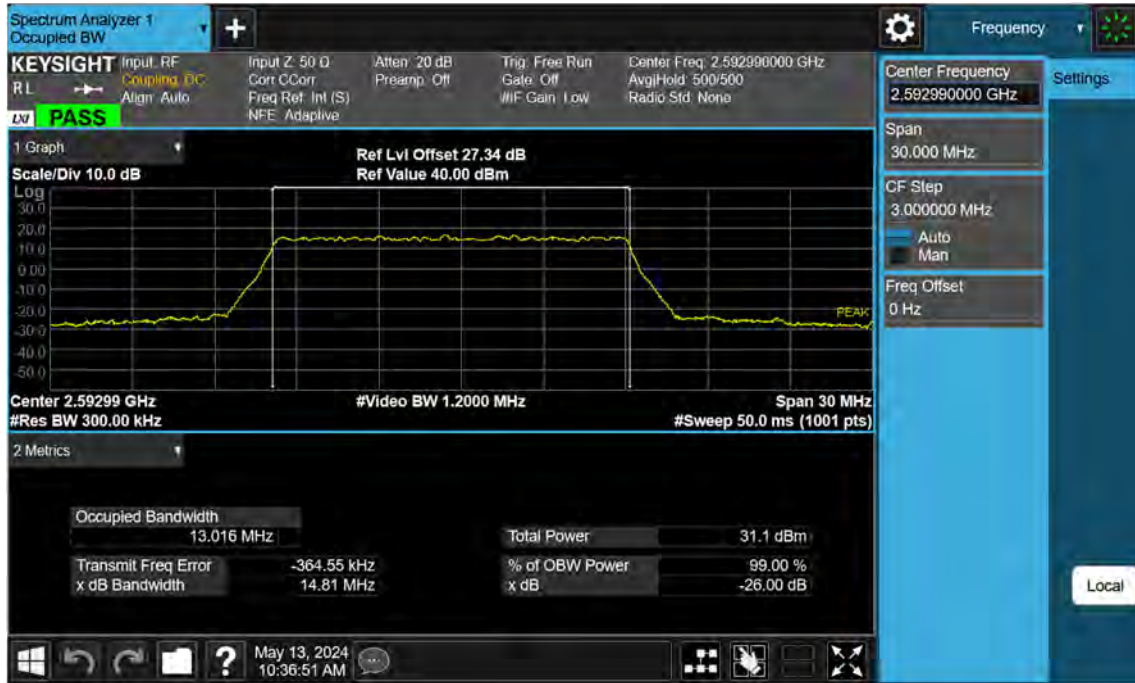 Spectrum Analyzer 1
Occupied BW
Frequency
KEYSIGHT
R L
LXI PASS
Input: RF
Coupling: DC
Align: Auto
Input Z: 50 Ω
Corr CCorr
Freq Ref: Int (S)
NFE: Adaptive
Atten: 20 dB
Preamp: Off
Trig: Free Run
Gate: Off
#IF Gain: Low
Center Freq: 2.592990000 GHz
Avg|Hold: 500/500
Radio Std: None
Center Frequency
2.592990000 GHz
Settings
Span
30.000 MHz
CF Step
3.000000 MHz
Auto
Man
Freq Offset
0 Hz
1 Graph
Scale/Div 10.0 dB
Ref Lvl Offset 27.34 dB
Ref Value 40.00 dBm
Log
30.0
20.0
10.0
0.00
-10.0
-20.0
-30.0
-40.0
-50.0
PEAK
Center 2.59299 GHz
#Video BW 1.2000 MHz
Span 30 MHz
#Res BW 300.00 kHz
#Sweep 50.0 ms (1001 pts)
2 Metrics
Occupied Bandwidth
13.016 MHz
Total Power 31.1 dBm
Transmit Freq Error -364.55 kHz
% of OBW Power 99.00 %
x dB Bandwidth 14.81 MHz
x dB -26.00 dB
Local
May 13, 2024
10:36:51 AM